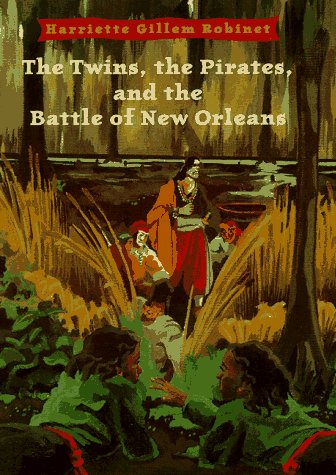 Harriette Gillem Robinet
The Twins, the Pirates,
and the
Battle of New Orleans